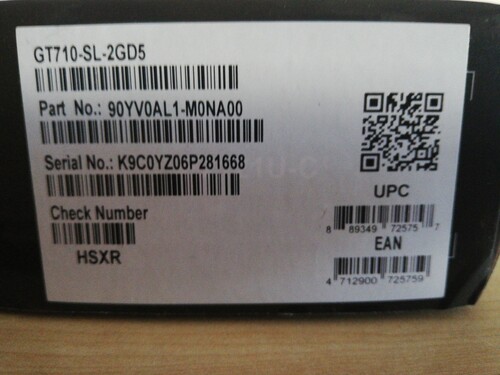 GT710-SL-2GD5
Part No.: 90YV0AL1-M0NA00
Serial No.: K9C0YZ06P281668
Check Number
HSXR
UPC
8 89349 72575 7
EAN
4 712900 725759